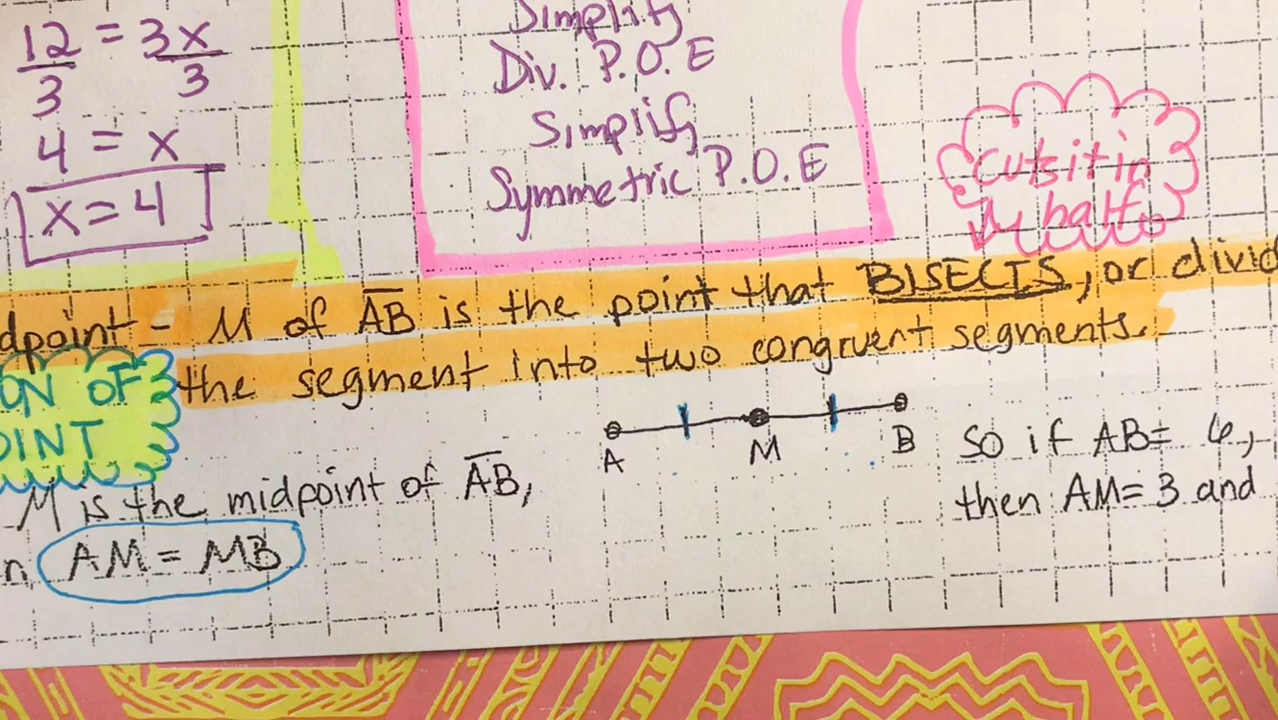 12 = 3x
3 3
4 = x
x = 4
Simplify
Div. P.O.E
Simplify
Symmetric P.O.E
Cuts it in
half
dpoint - M of AB is the point that BISECTS, or divid
the segment into two congruent segments.
ON OF
OINT
A M B
M is the midpoint of AB,
n AM = MB
So if AB = 6,
then AM = 3 and